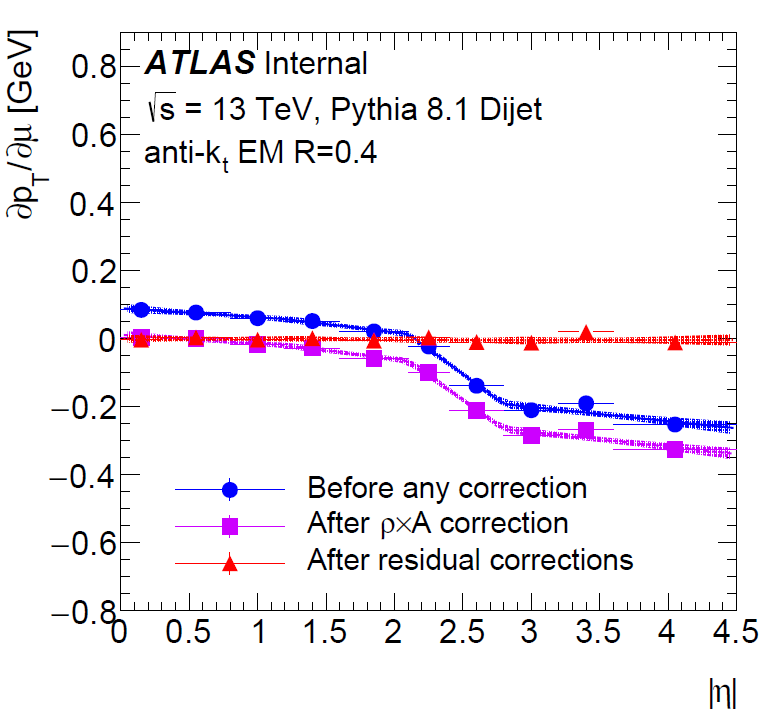 ∂p_T/∂μ [GeV]
ATLAS Internal
√s = 13 TeV, Pythia 8.1 Dijet
anti-k_t EM R=0.4
0.8
0.6
0.4
0.2
0
−0.2
−0.4
−0.6
−0.8
Before any correction
After ρ×A correction
After residual corrections
0 0.5 1 1.5 2 2.5 3 3.5 4 4.5
|η|